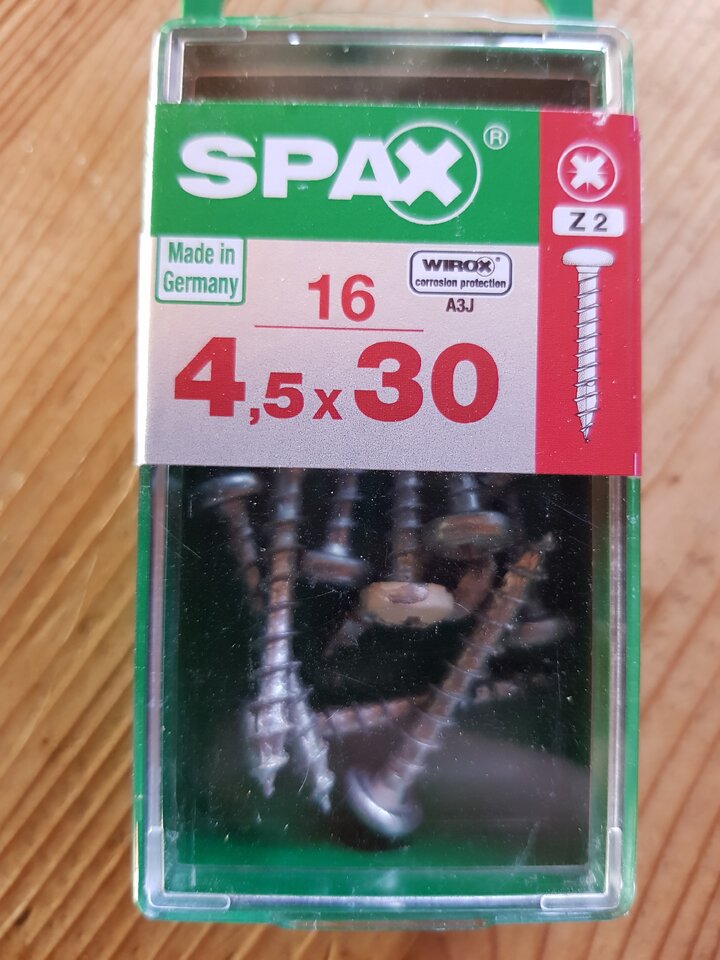 SPAX®
Z 2
Made in
Germany
WIROX®
corrosion protection
A3J
16
4,5 x 30